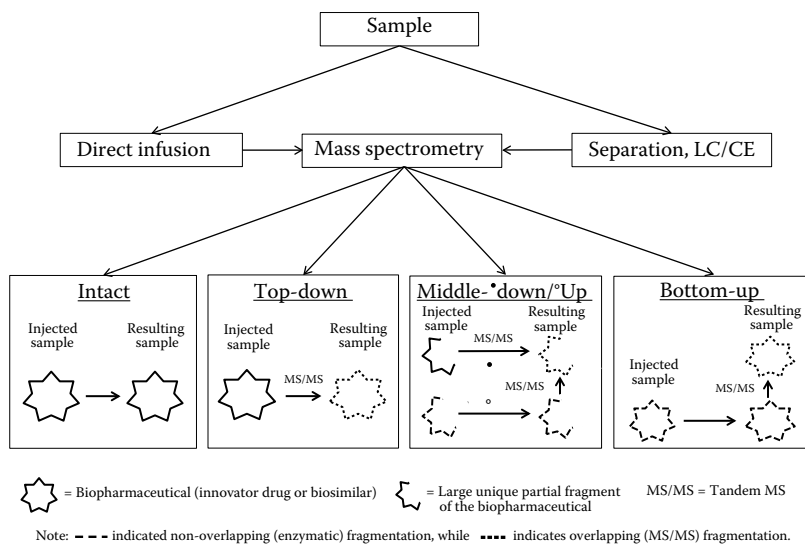 Sample
Direct infusion
Mass spectrometry
Separation, LC/CE
Intact
Injected
sample
Resulting
sample
Top-down
Injected
sample
Resulting
sample
MS/MS
Middle-•down/°Up
Injected
sample
Resulting
sample
MS/MS
•
MS/MS
°
Bottom-up
Resulting
sample
Injected
sample
MS/MS
= Biopharmaceutical (innovator drug or biosimilar)
= Large unique partial fragment
of the biopharmaceutical
MS/MS = Tandem MS
Note: --- indicated non-overlapping (enzymatic) fragmentation, while ---- indicates overlapping (MS/MS) fragmentation.